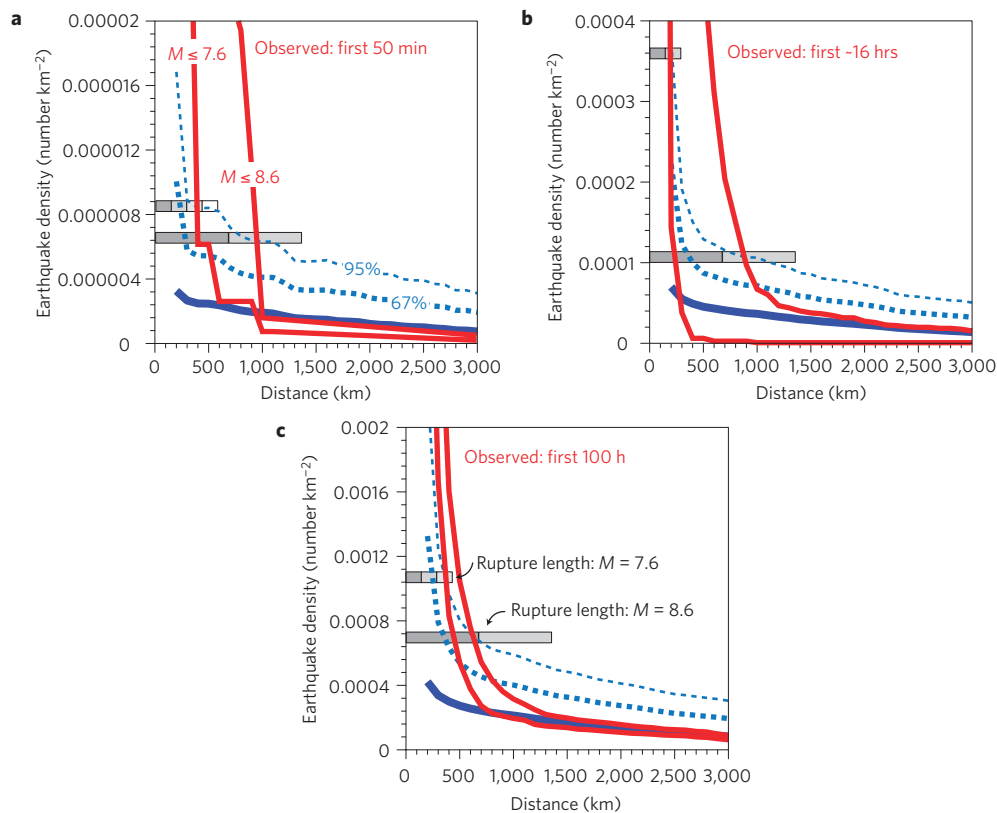 a
0.00002
0.000016
0.000012
0.000008
0.000004
0
Earthquake density (number km⁻²)
M ≤ 7.6
Observed: first 50 min
M ≤ 8.6
95%
67%
0 500 1,000 1,500 2,000 2,500 3,000
Distance (km)
b
0.0004
0.0003
0.0002
0.0001
0
Earthquake density (number km⁻²)
Observed: first ~16 hrs
0 500 1,000 1,500 2,000 2,500 3,000
Distance (km)
c
0.002
0.0016
0.0012
0.0008
0.0004
0
Earthquake density (number km⁻²)
Observed: first 100 h
Rupture length: M = 7.6
Rupture length: M = 8.6
0 500 1,000 1,500 2,000 2,500 3,000
Distance (km)